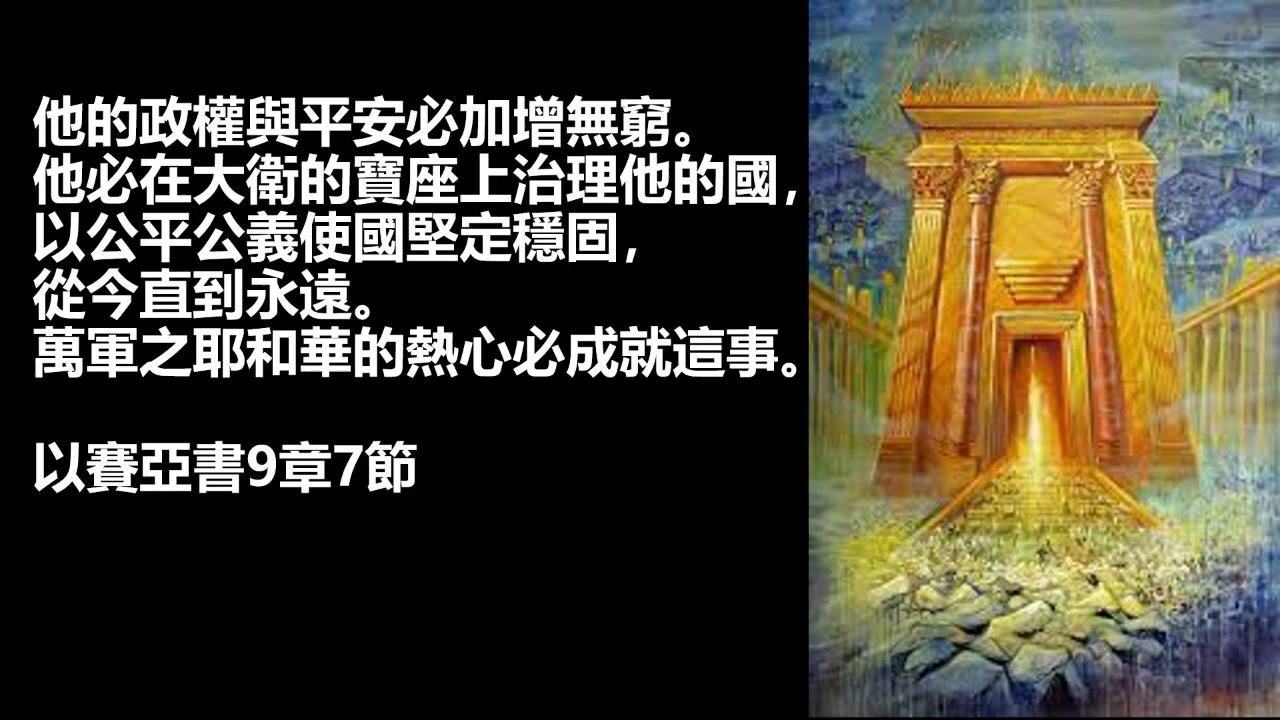 他的政權與平安必加增無窮。
他必在大衛的寶座上治理他的國，
以公平公義使國堅定穩固，
從今直到永遠。
萬軍之耶和華的熱心必成就這事。
以賽亞書9章7節